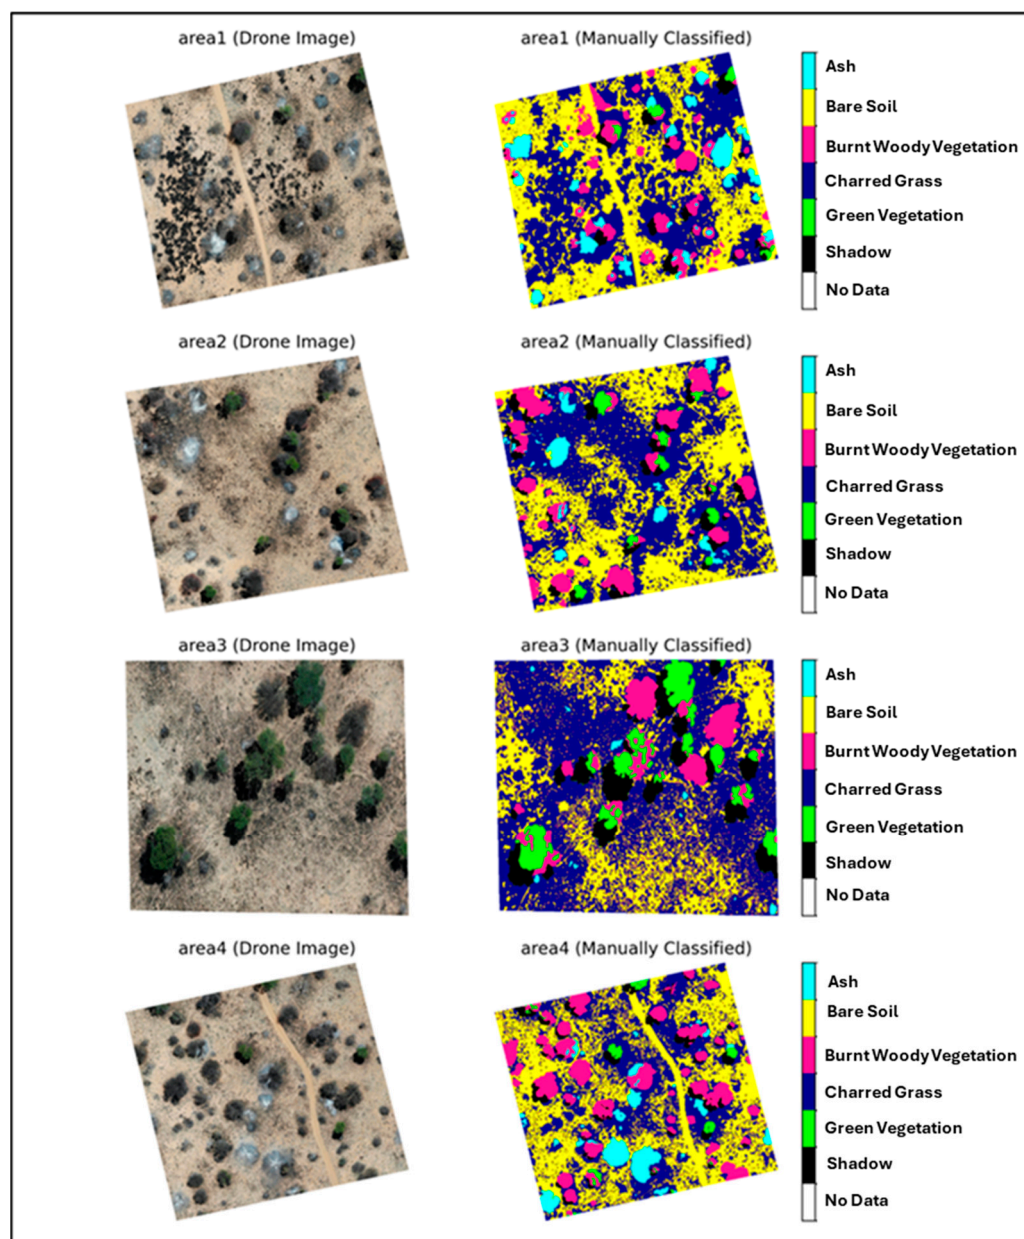 area1 (Drone Image)
area1 (Manually Classified)
Ash
Bare Soil
Burnt Woody Vegetation
Charred Grass
Green Vegetation
Shadow
No Data
area2 (Drone Image)
area2 (Manually Classified)
Ash
Bare Soil
Burnt Woody Vegetation
Charred Grass
Green Vegetation
Shadow
No Data
area3 (Drone Image)
area3 (Manually Classified)
Ash
Bare Soil
Burnt Woody Vegetation
Charred Grass
Green Vegetation
Shadow
No Data
area4 (Drone Image)
area4 (Manually Classified)
Ash
Bare Soil
Burnt Woody Vegetation
Charred Grass
Green Vegetation
Shadow
No Data